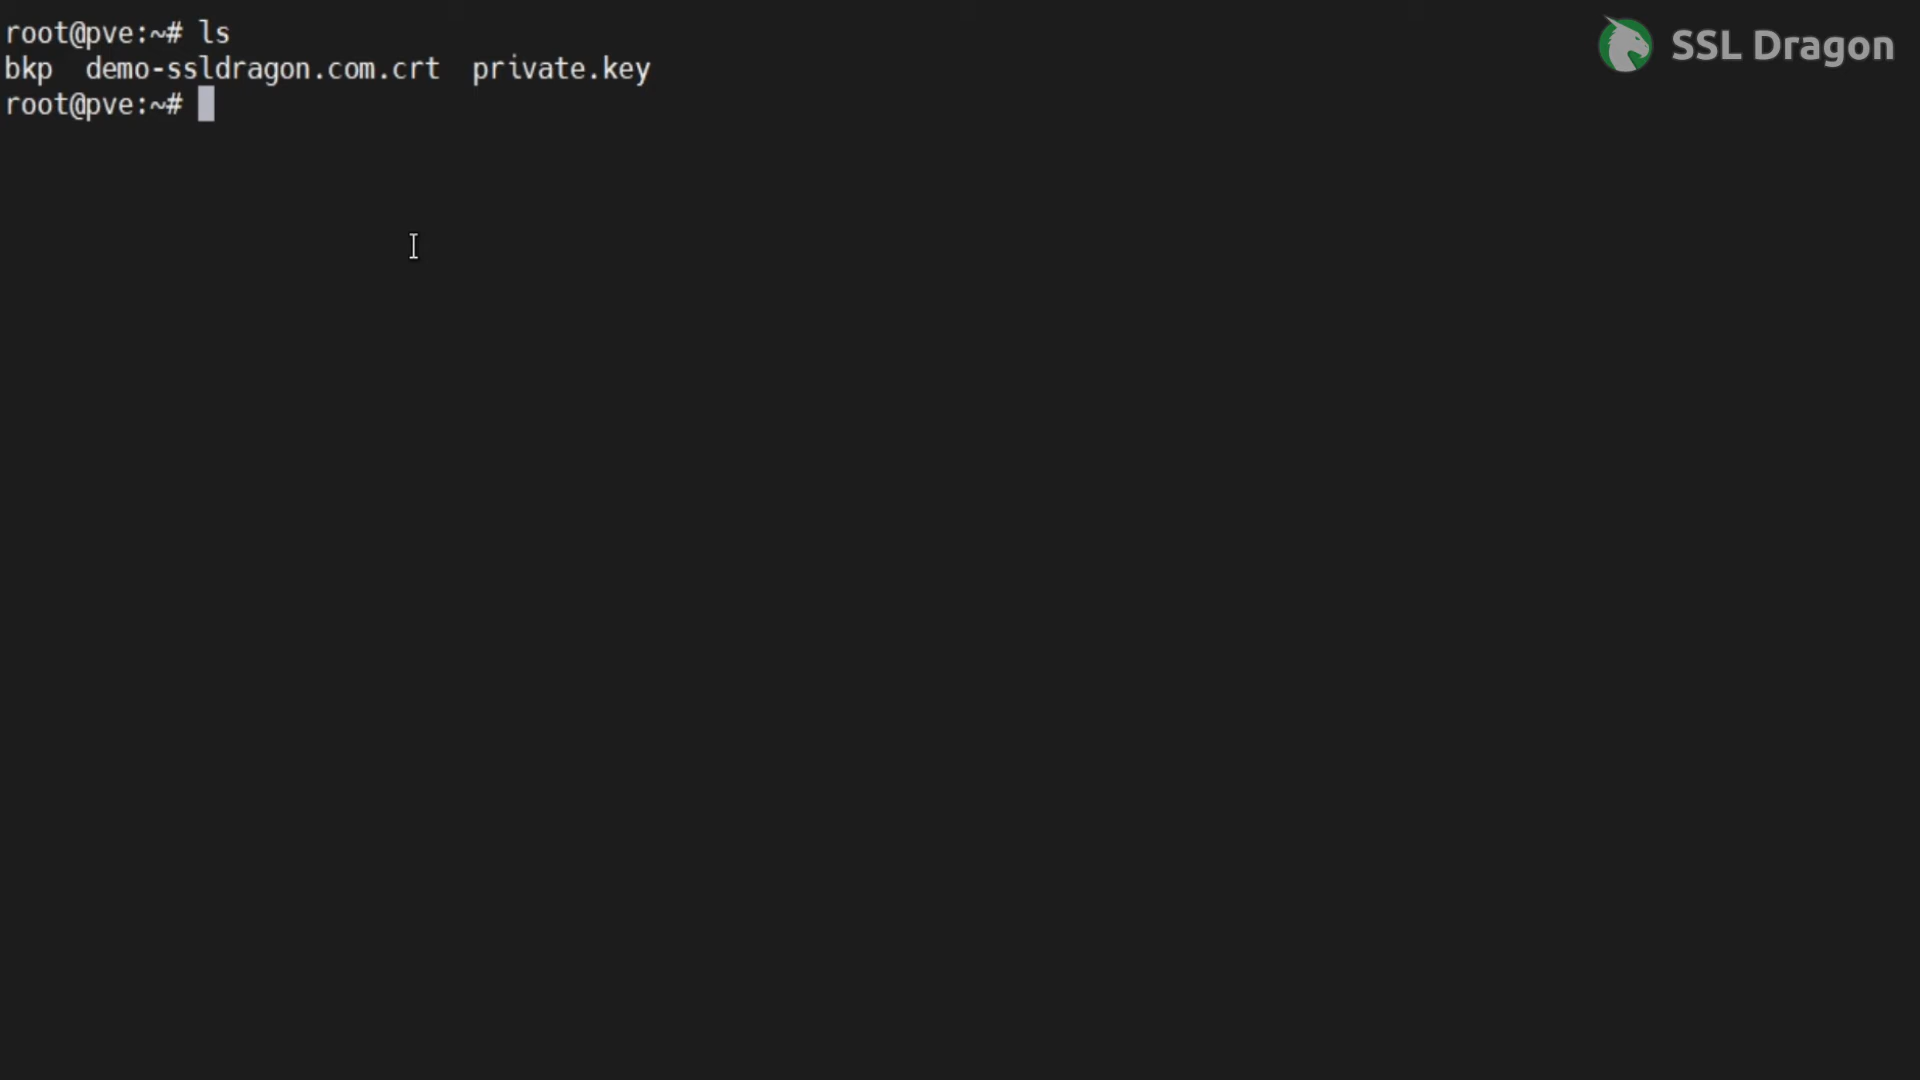 root@pve:~# ls
SSL Dragon
bkp  demo-ssldragon.com.crt  private.key
root@pve:~#